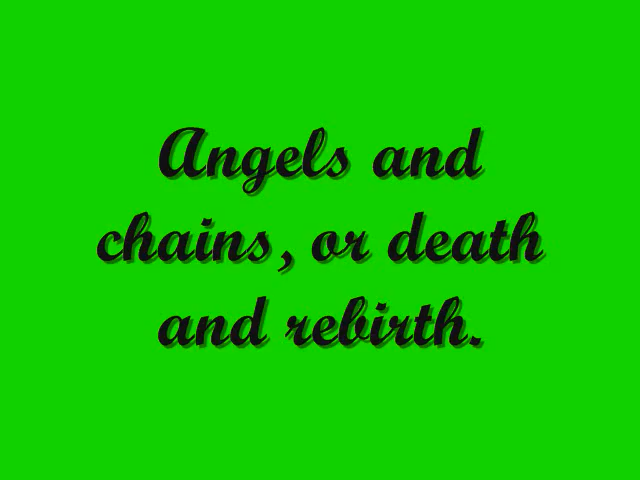 Angels and
chains, or death
and rebirth.